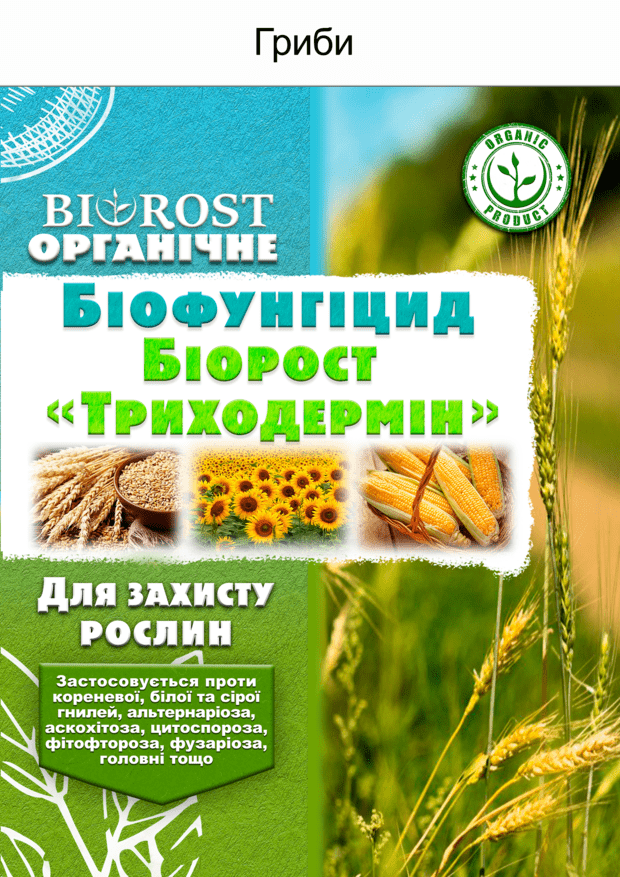 Гриби
ORGANIC
PRODUCT
BIOROST
ОРГАНІЧНЕ
Біофунгіцид
Біорост
«Триходермін»
Для захисту
рослин
Застосовується проти
кореневої, білої та сірої
гнилей, альтернаріоза,
аскохітоза, цитоспороза,
фітофтороза, фузаріоза,
головні тощо